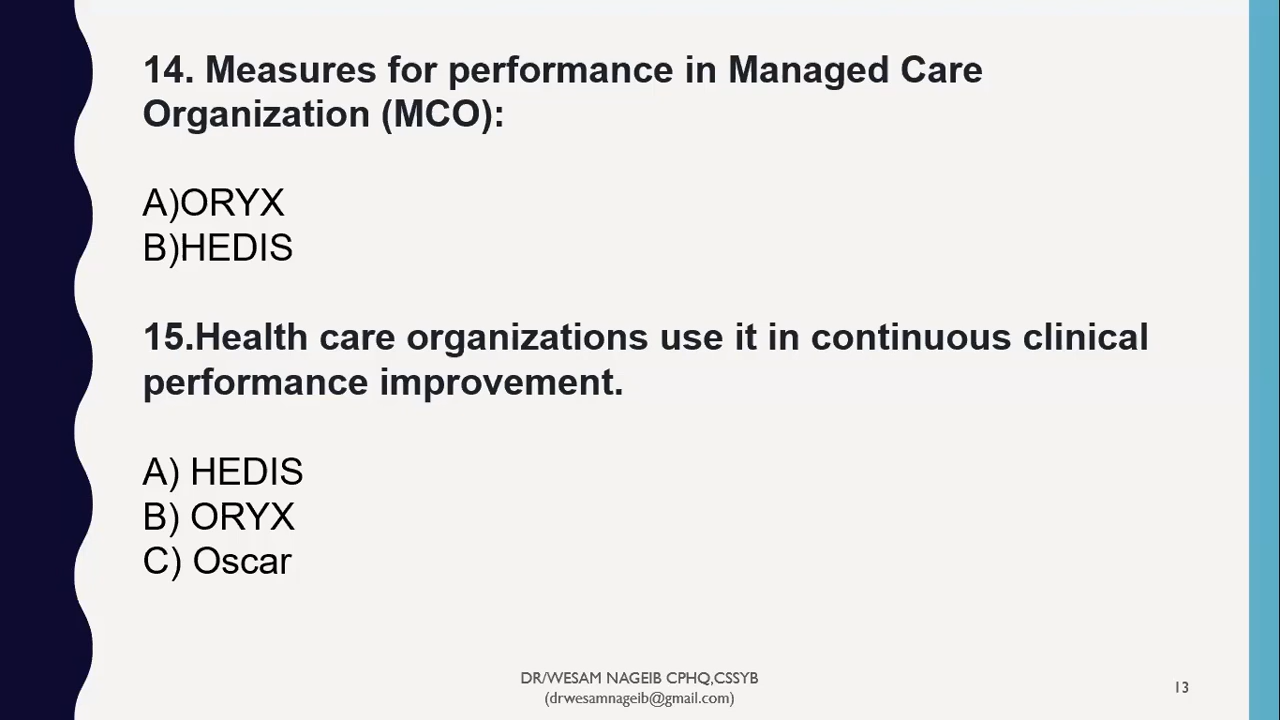 14. Measures for performance in Managed Care
Organization (MCO):
A)ORYX
B)HEDIS
15.Health care organizations use it in continuous clinical
performance improvement.
A) HEDIS
B) ORYX
C) Oscar
DR/WESAM NAGEIB CPHQ,CSSYB
(drwesamnageib@gmail.com)
13